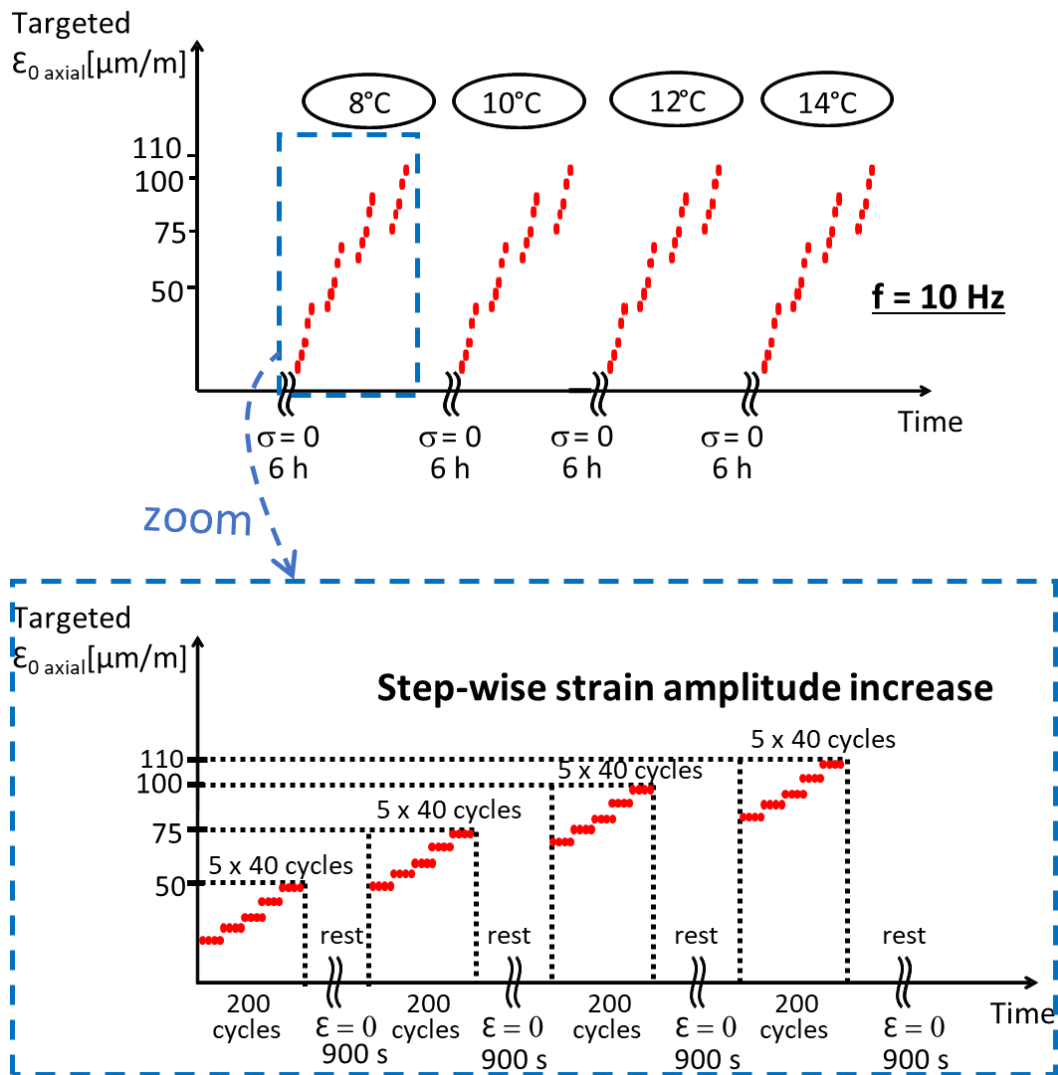 Targeted
Ɛ0 axial[µm/m]
8°C
10°C
12°C
14°C
110
100
75
50
f = 10 Hz
Time
σ = 0
6 h
σ = 0
6 h
σ = 0
6 h
σ = 0
6 h
zoom
Targeted
Ɛ0 axial[µm/m]
Step-wise strain amplitude increase
110
100
75
50
5 x 40 cycles
5 x 40 cycles
5 x 40 cycles
5 x 40 cycles
rest
rest
rest
rest
200
cycles
Ɛ = 0
900 s
200
cycles
Ɛ = 0
900 s
200
cycles
Ɛ = 0
900 s
200
cycles
Ɛ = 0
900 s
Time